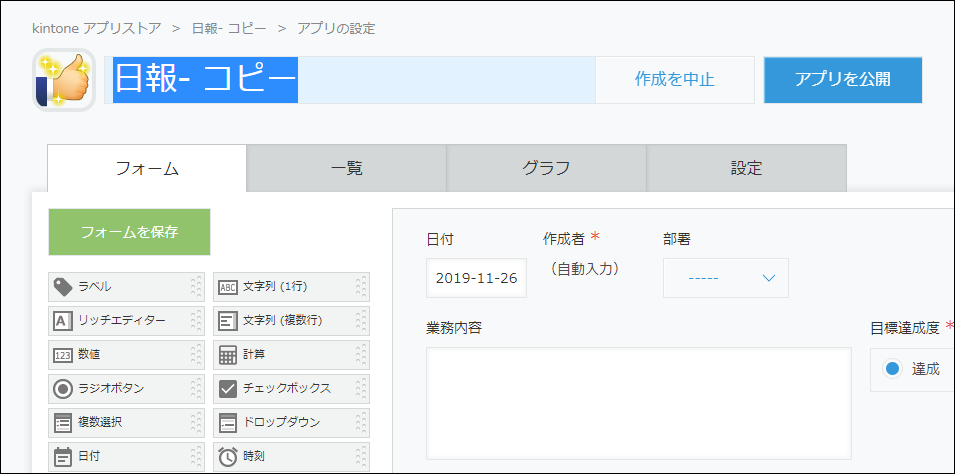 kintone アプリストア > 日報- コピー > アプリの設定
日報- コピー
作成を中止
アプリを公開
フォーム
一覧
グラフ
設定
フォームを保存
ラベル
ABC 文字列 (1行)
A リッチエディター
文字列 (複数行)
123 数値
計算
ラジオボタン
チェックボックス
複数選択
ドロップダウン
日付
時刻
日付
作成者 *
部署
2019-11-26
（自動入力）
-----
業務内容
目標達成度 *
達成